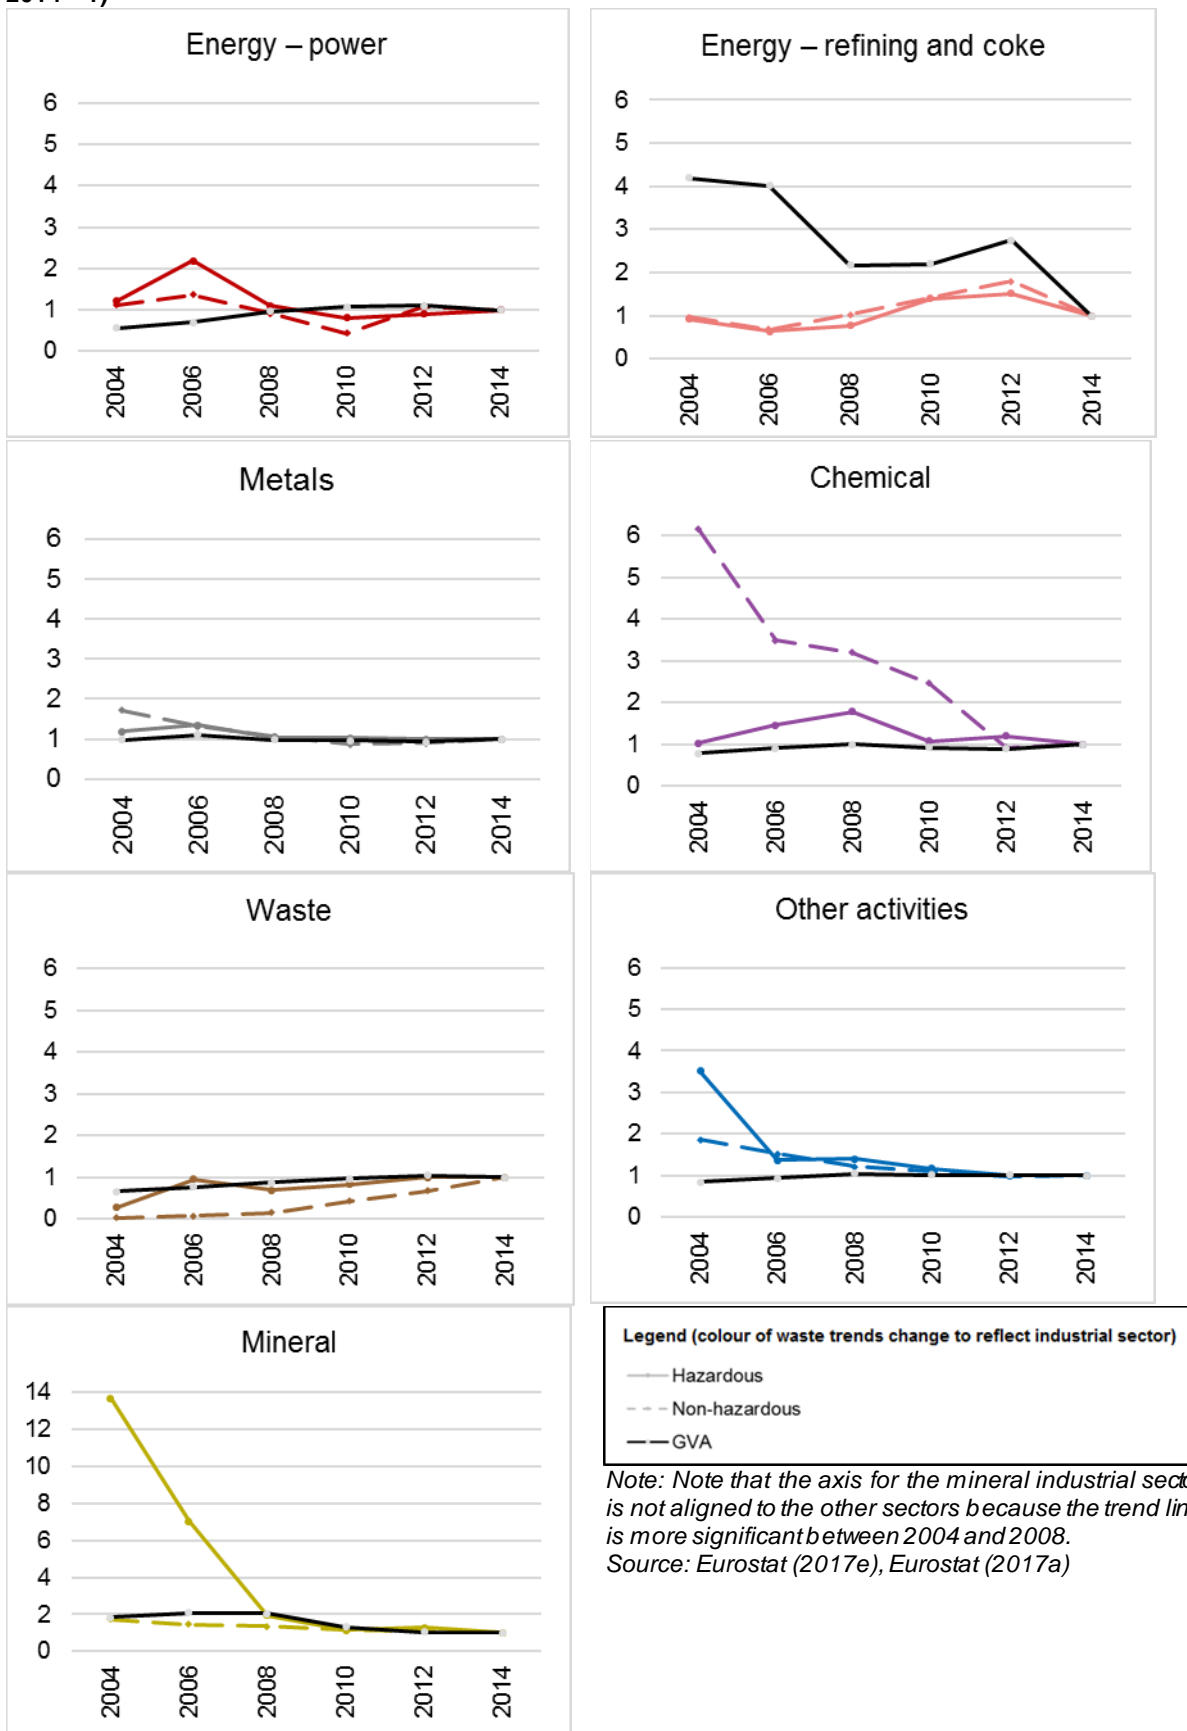 2014=1)
Energy – power
6
5
4
3
2
1
0
2004 2006 2008 2010 2012 2014
Energy – refining and coke
6
5
4
3
2
1
0
2004 2006 2008 2010 2012 2014
Metals
6
5
4
3
2
1
0
2004 2006 2008 2010 2012 2014
Chemical
6
5
4
3
2
1
0
2004 2006 2008 2010 2012 2014
Waste
6
5
4
3
2
1
0
2004 2006 2008 2010 2012 2014
Other activities
6
5
4
3
2
1
0
2004 2006 2008 2010 2012 2014
Mineral
14
12
10
8
6
4
2
0
2004 2006 2008 2010 2012 2014
Legend (colour of waste trends change to reflect industrial sector)
Hazardous
Non-hazardous
GVA
Note: Note that the axis for the mineral industrial
is not aligned to the other sectors because the trend
is more significant between 2004 and 2008.
Source: Eurostat (2017e), Eurostat (2017a)